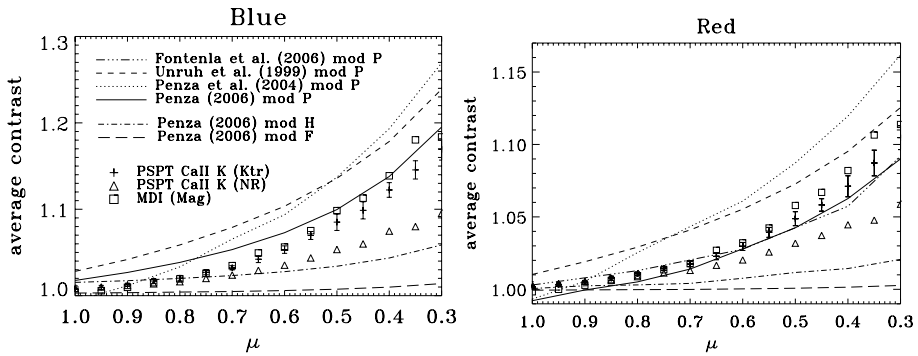 Blue
1.3
1.2
1.1
1.0
average contrast
Fontenla et al. (2006) mod P
Unruh et al. (1999) mod P
Penza et al. (2004) mod P
Penza (2006) mod P
Penza (2006) mod H
Penza (2006) mod F
PSPT CaII K (Ktr)
PSPT CaII K (NR)
MDI (Mag)
1.0 0.9 0.8 0.7 0.6 0.5 0.4 0.3
μ
Red
1.15
1.10
1.05
1.00
average contrast
1.0 0.9 0.8 0.7 0.6 0.5 0.4 0.3
μ